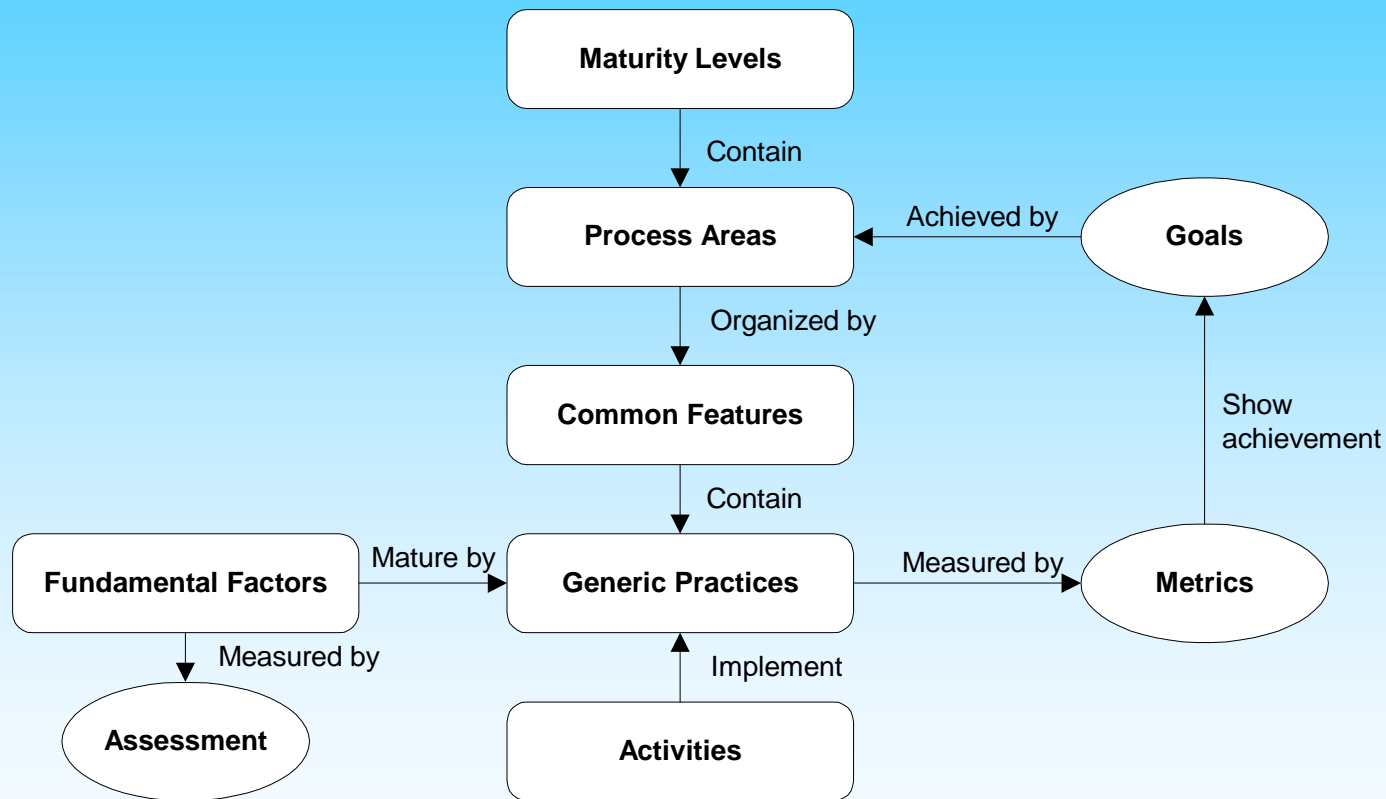 Maturity Levels
Contain
Process Areas
Achieved by
Goals
Organized by
Common Features
Show
achievement
Contain
Fundamental Factors
Mature by
Generic Practices
Measured by
Metrics
Measured by
Implement
Assessment
Activities